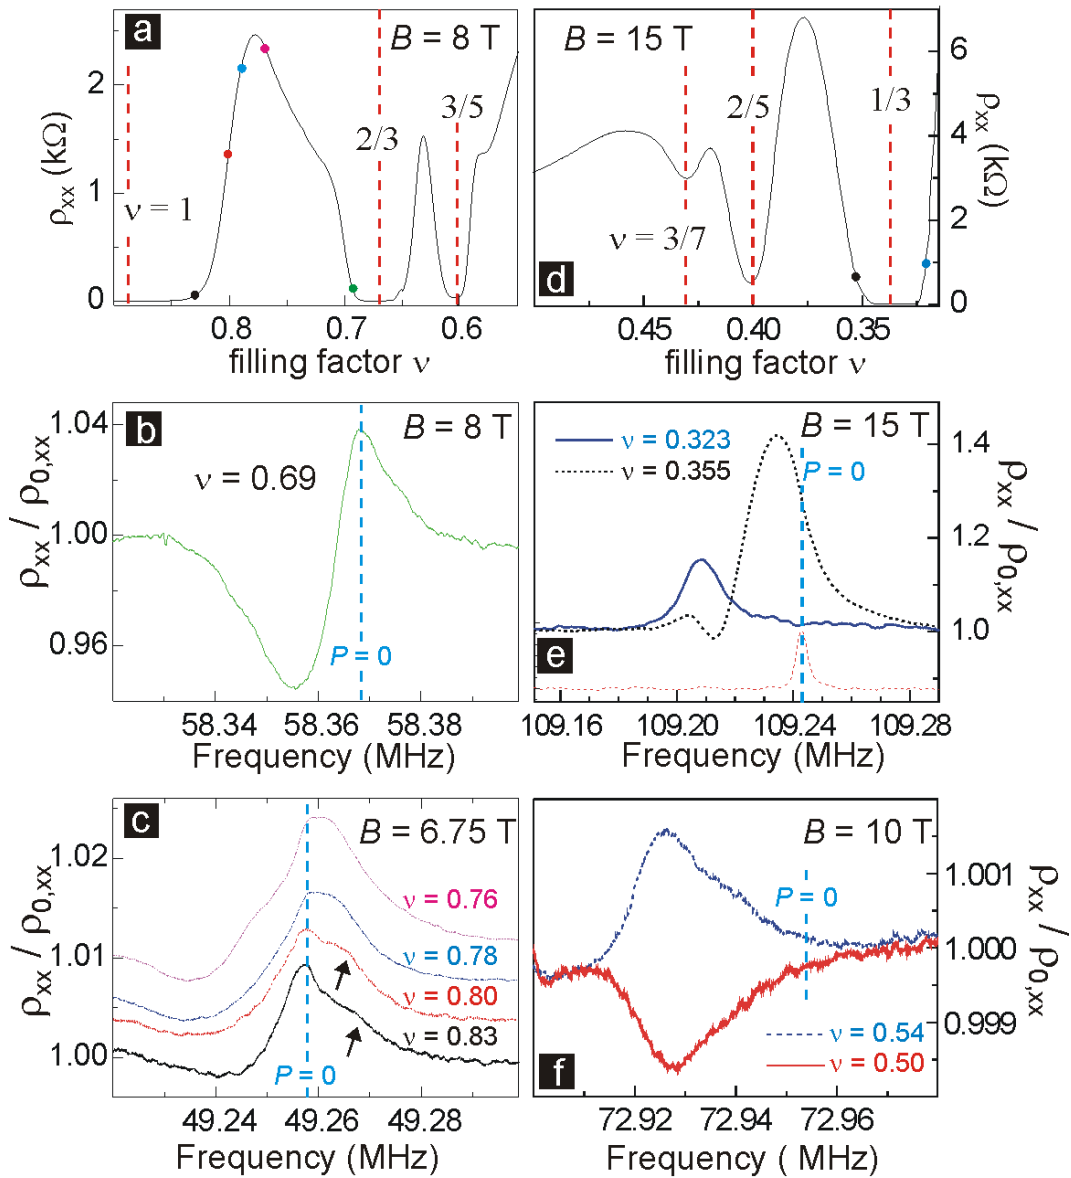 a
B = 8 T
ρxx (kΩ)
2
1
0
ν = 1
2/3
3/5
0.8
0.7
0.6
filling factor ν
B = 15 T
2/5
1/3
ν = 3/7
d
6
4
2
0
ρxx (kΩ)
0.45
0.40
0.35
filling factor ν
b
B = 8 T
ρxx / ρ0,xx
1.04
1.00
0.96
ν = 0.69
P = 0
58.34
58.36
58.38
Frequency (MHz)
ν = 0.323
ν = 0.355
B = 15 T
P = 0
1.4
1.2
1.0
ρxx / ρ0,xx
e
109.16
109.20
109.24
109.28
Frequency (MHz)
c
B = 6.75 T
ρxx / ρ0,xx
1.02
1.01
1.00
ν = 0.76
ν = 0.78
ν = 0.80
ν = 0.83
P = 0
49.24
49.26
49.28
Frequency (MHz)
B = 10 T
P = 0
1.001
1.000
0.999
ρxx / ρ0,xx
ν = 0.54
ν = 0.50
f
72.92
72.94
72.96
Frequency ( MHz)